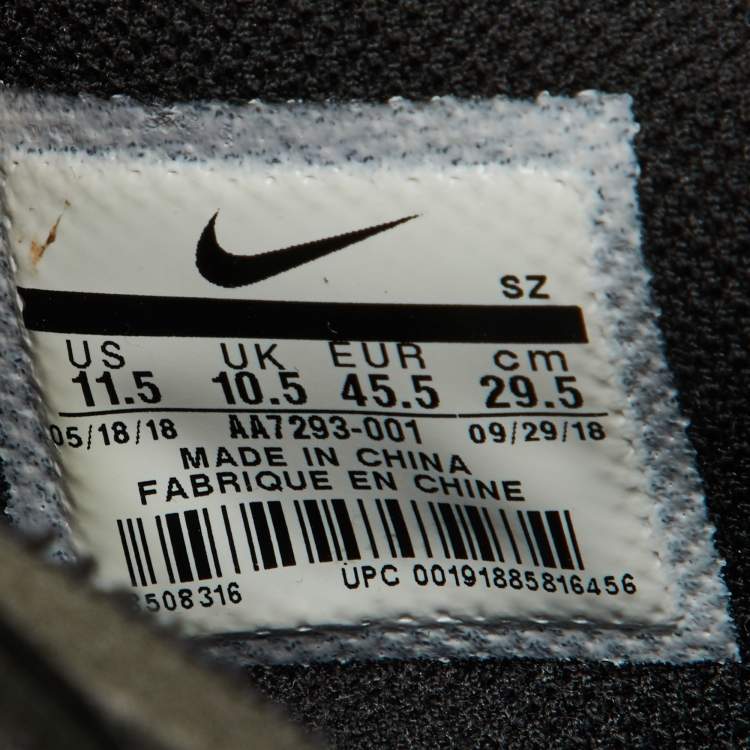 SZ
US UK EUR cm
11.5 10.5 45.5 29.5
05/18/18 AA7293-001 09/29/18
MADE IN CHINA
FABRIQUE EN CHINE
8508316 UPC 00191885816456